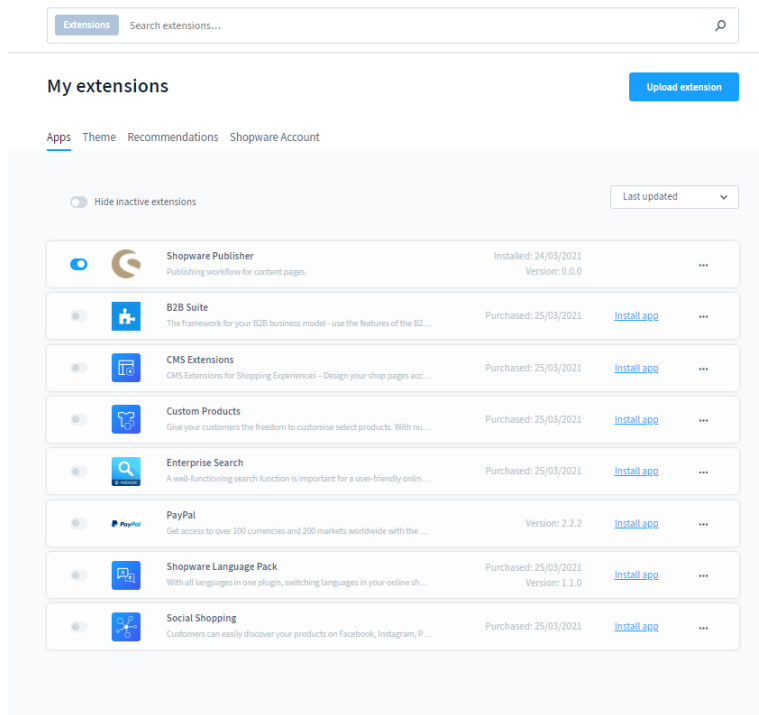 Extensions Search extensions...
My extensions Upload extension
Apps Theme Recommendations Shopware Account
Hide inactive extensions Last updated
Shopware Publisher
Publishing workflow for content pages.
Installed: 24/03/2021
Version: 0.0.0
B2B Suite
The framework for your B2B business model - use the features of the B2...
Purchased: 25/03/2021 Install app
CMS Extensions
CMS Extensions for Shopping Experiences – Design your shop pages acc...
Purchased: 25/03/2021 Install app
Custom Products
Give your customers the freedom to customise select products. With nu...
Purchased: 25/03/2021 Install app
Enterprise Search
A well-functioning search function is important for a user-friendly onlin...
Purchased: 25/03/2021 Install app
PayPal
PayPal
Get access to over 100 currencies and 200 markets worldwide with the ...
Version: 2.2.2 Install app
Shopware Language Pack
With all languages in one plugin, switching languages in your online sh...
Purchased: 25/03/2021
Version: 1.1.0
Install app
Social Shopping
Customers can easily discover your products on Facebook, Instagram, P...
Purchased: 25/03/2021 Install app